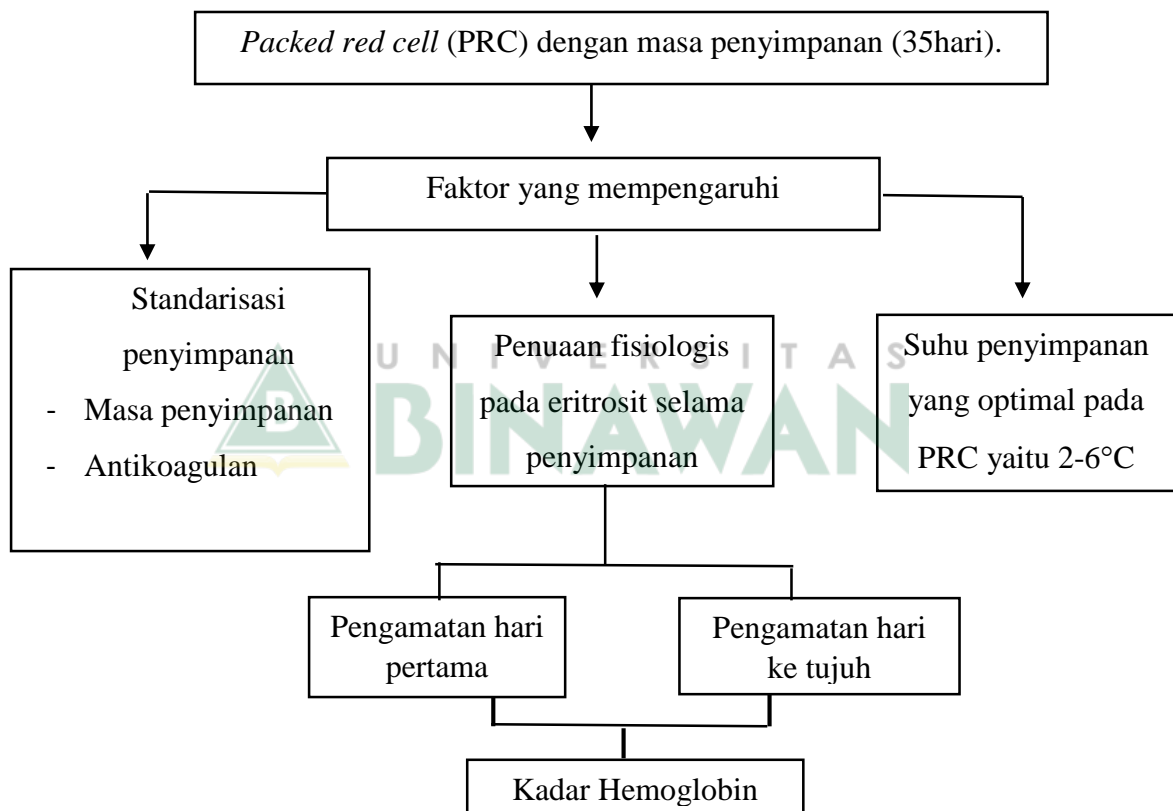 Packed red cell (PRC) dengan masa penyimpanan (35hari).
Faktor yang mempengaruhi
Standarisasi
penyimpanan
- Masa penyimpanan
- Antikoagulan
Penuaan fisiologis
pada eritrosit selama
penyimpanan
Suhu penyimpanan
yang optimal pada
PRC yaitu 2-6°C
UNIVERSITAS
BINAWAN
B
Pengamatan hari
pertama
Pengamatan hari
ke tujuh
Kadar Hemoglobin